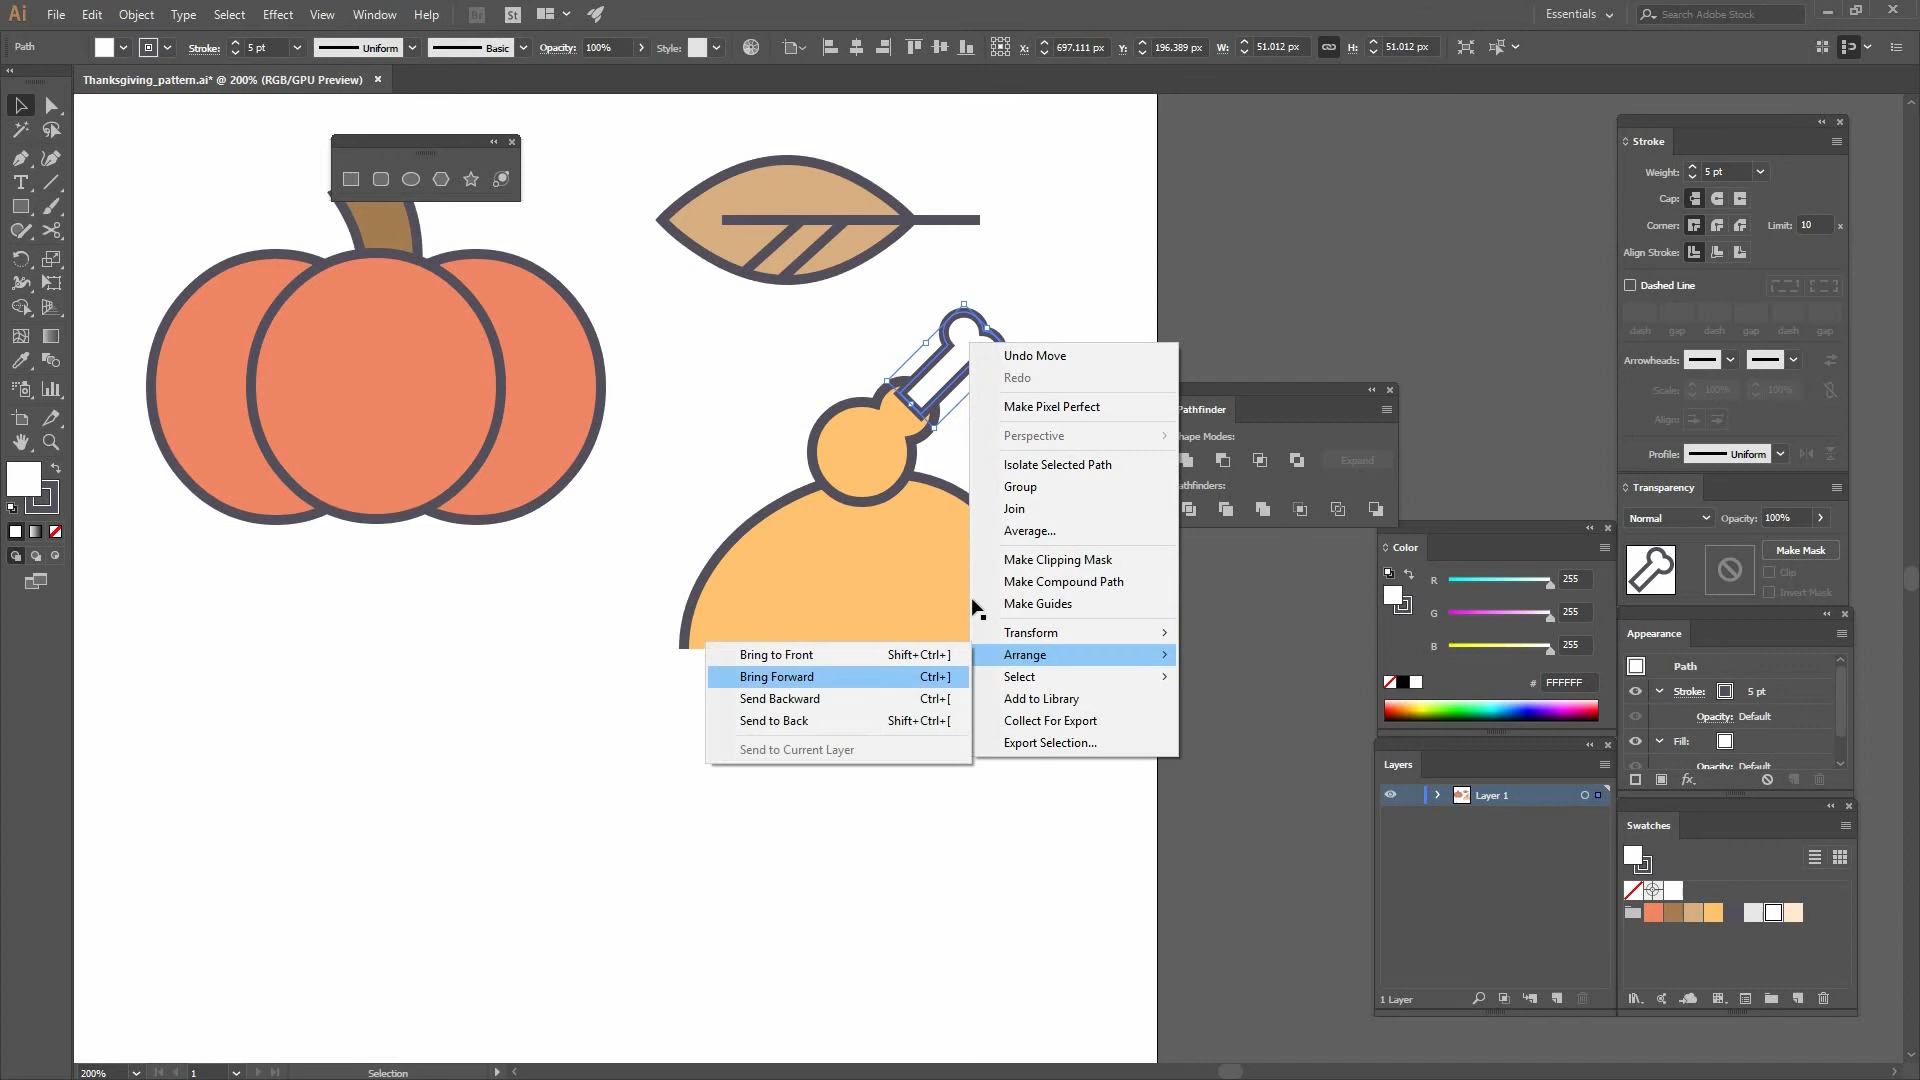 Ai File Edit Object Type Select Effect View Window Help Br St Essentials Search Adobe Stock
Path Stroke: 5 pt Uniform Basic Opacity: 100% Style: X: 697.111 px Y: 196.389 px W: 51.012 px H: 51.012 px
Thanksgiving_pattern.ai* @ 200% (RGB/GPU Preview)
Stroke
Weight: 5 pt
Cap:
Corner: Limit: 10 x
Align Stroke:
Dashed Line
dash gap dash gap dash gap
Arrowheads:
Scale: 100% 100%
Align:
Profile: Uniform
Transparency
Normal Opacity: 100%
Make Mask
Clip
Invert Mask
Appearance
Path
Stroke: 5 pt
Opacity: Default
Fill:
Opacity: Default
Swatches
Undo Move
Redo
Make Pixel Perfect
Perspective
Isolate Selected Path
Group
Join
Average...
Make Clipping Mask
Make Compound Path
Make Guides
Transform
Arrange
Select
Add to Library
Collect For Export
Export Selection...
Bring to Front Shift+Ctrl+]
Bring Forward Ctrl+]
Send Backward Ctrl+[
Send to Back Shift+Ctrl+[
Send to Current Layer
Pathfinder
hape Modes:
Expand
athfinders:
Color
R 255
G 255
B 255
# FFFFFF
Layers
Layer 1
1 Layer
200% 1 Selection